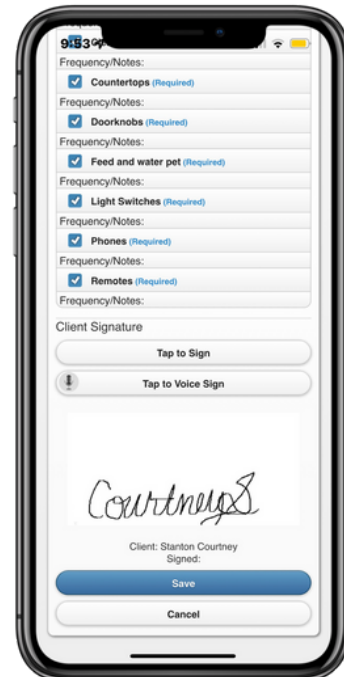 9:53
Frequency/Notes:
Countertops (Required)
Frequency/Notes:
Doorknobs (Required)
Frequency/Notes:
Feed and water pet (Required)
Frequency/Notes:
Light Switches (Required)
Frequency/Notes:
Phones (Required)
Frequency/Notes:
Remotes (Required)
Frequency/Notes:
Client Signature
Tap to Sign
Tap to Voice Sign
CourtneyS
Client: Stanton Courtney
Signed:
Save
Cancel